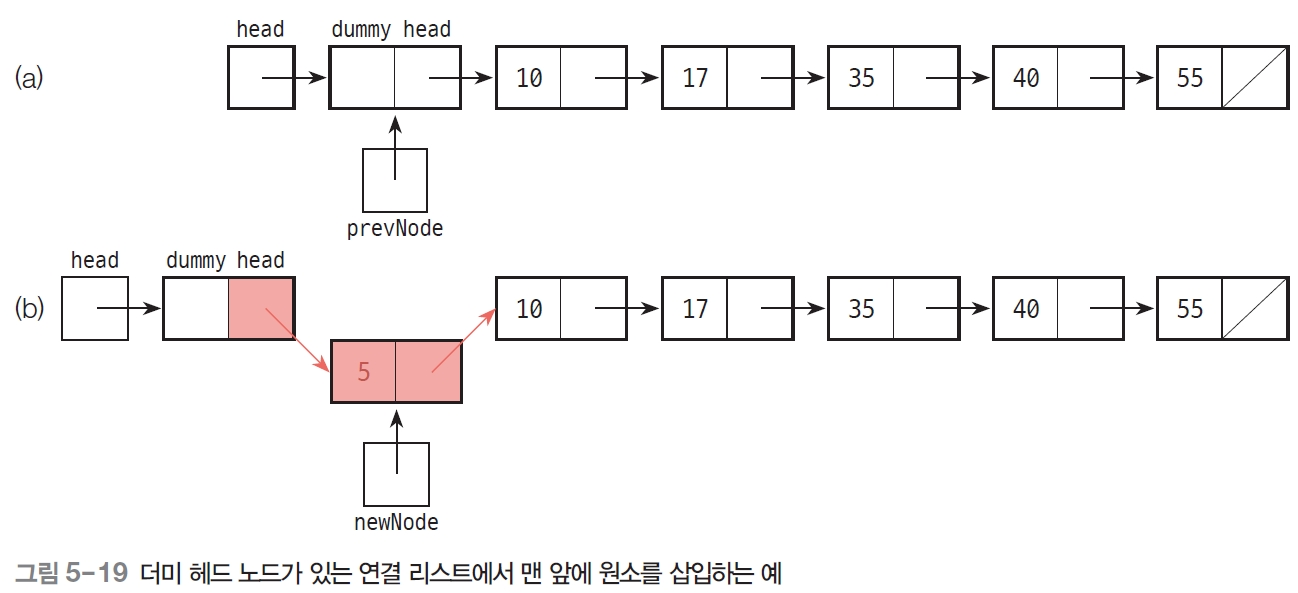 head dummy head
(a) 10 17 35 40 55
prevNode
head dummy head
(b) 10 17 35 40 55
5
newNode
그림 5-19 더미 헤드 노드가 있는 연결 리스트에서 맨 앞에 원소를 삽입하는 예